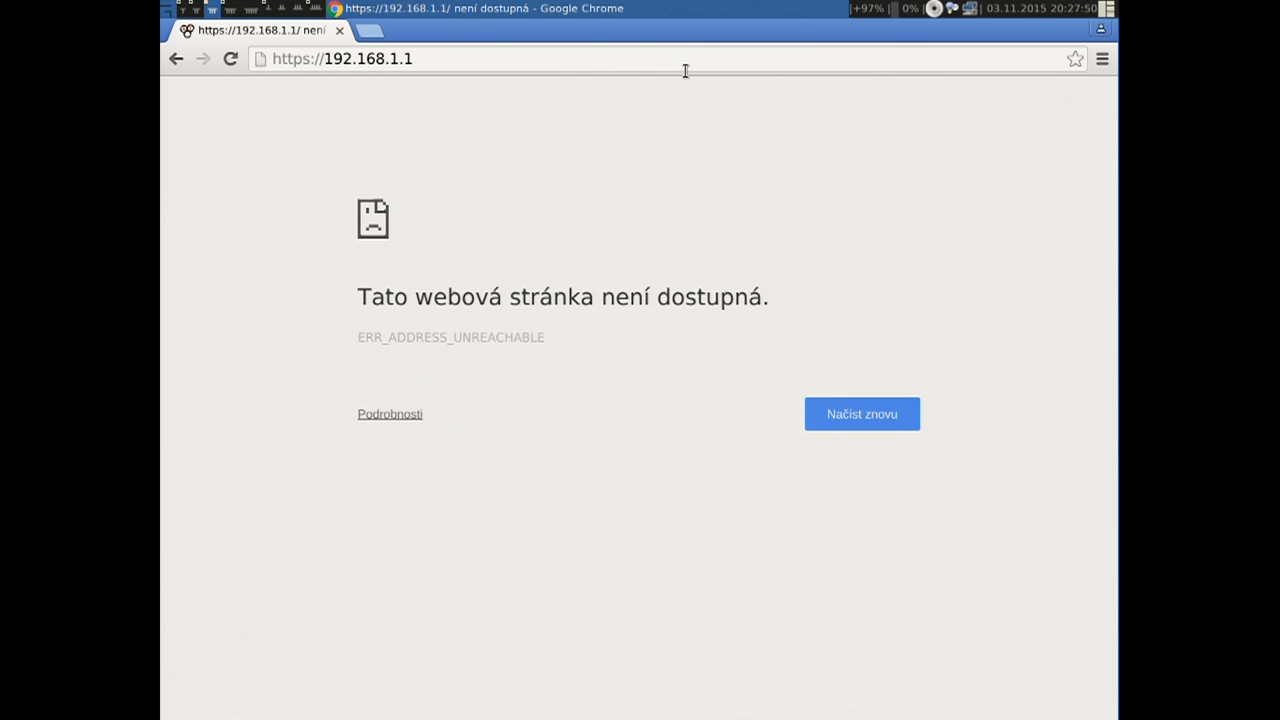 https://192.168.1.1/ není dostupná - Google Chrome
+97% 0% 03.11.2015 20:27:50
https://192.168.1.1/ není
https://192.168.1.1
Tato webová stránka není dostupná.
ERR_ADDRESS_UNREACHABLE
Podrobnosti
Načíst znovu